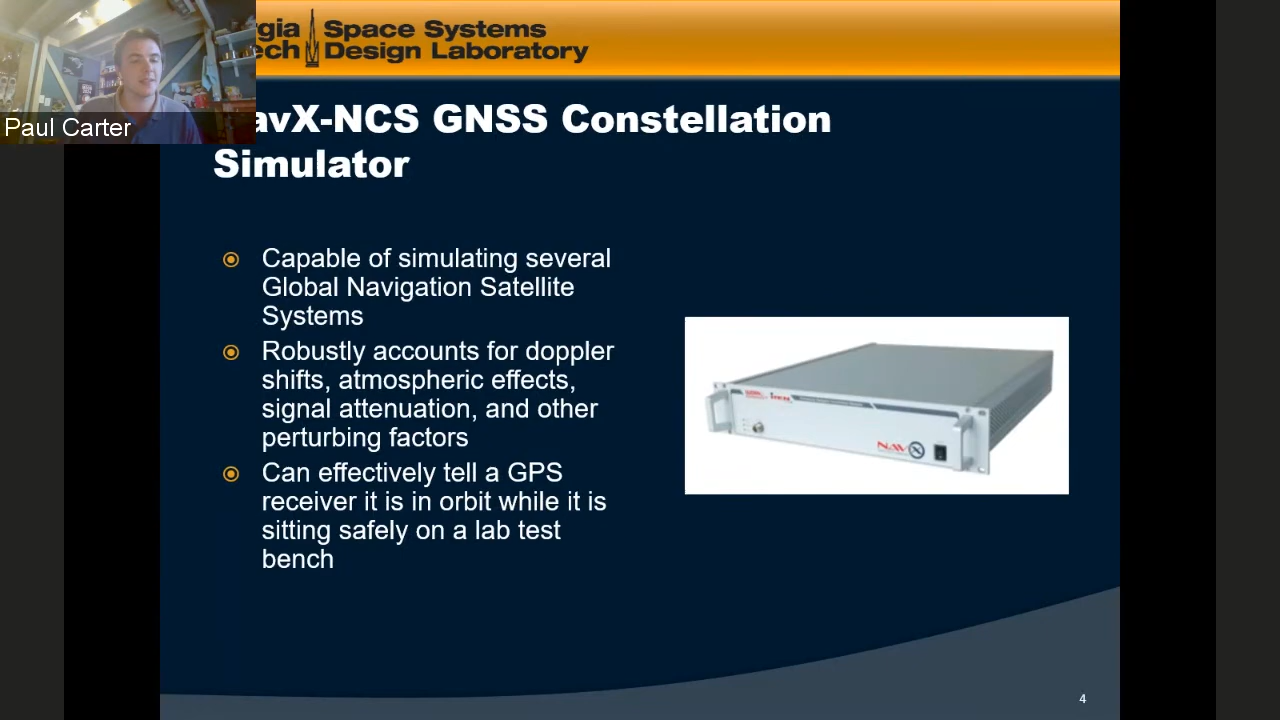 rgia Space Systems
ech Design Laboratory
Paul Carter
avX-NCS GNSS Constellation
Simulator
Capable of simulating several
Global Navigation Satellite
Systems
Robustly accounts for doppler
shifts, atmospheric effects,
signal attenuation, and other
perturbing factors
Can effectively tell a GPS
receiver it is in orbit while it is
sitting safely on a lab test
bench
NAVX
4